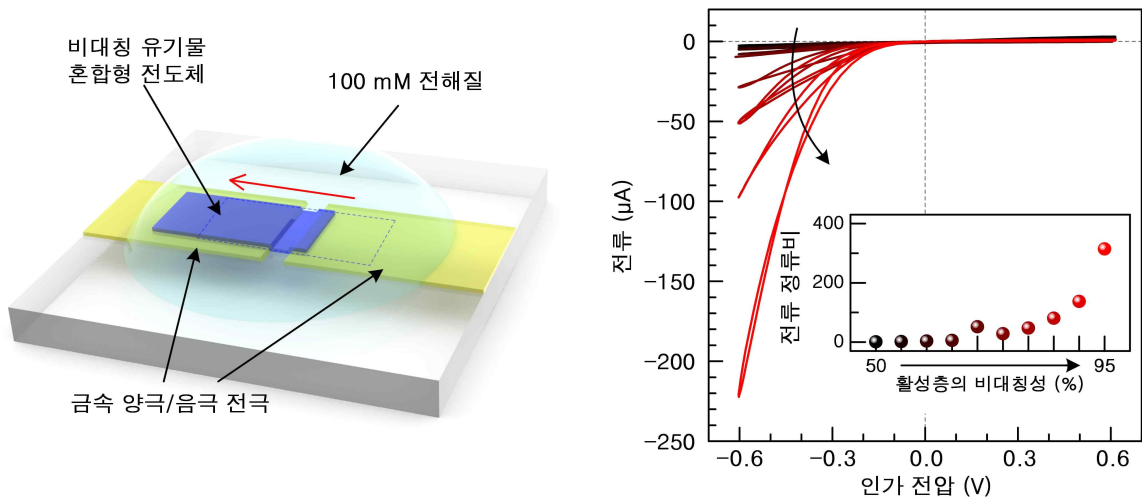 비대칭 유기물
혼합형 전도체
100 mM 전해질
금속 양극/음극 전극
전류 (μA)
0
−50
−100
−150
−200
−250
−0.6
−0.3
0.0
0.3
0.6
인가 전압 (V)
전류 정류비
400
200
0
50
95
활성층의 비대칭성 (%)